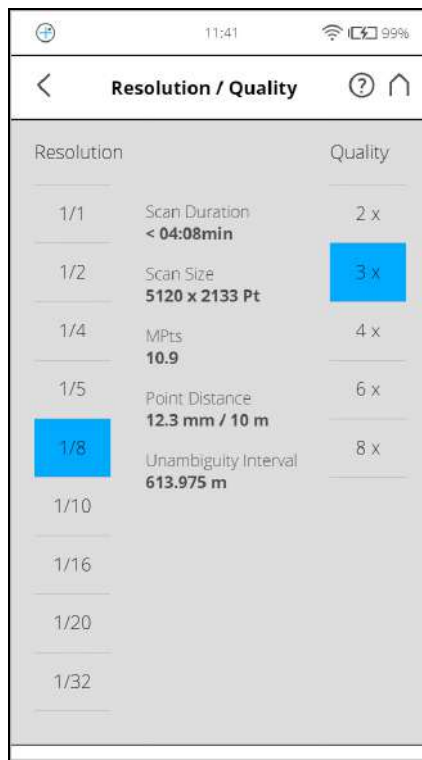 11:41
99%
Resolution / Quality
?
Resolution
1/1
1/2
1/4
1/5
1/8
1/10
1/16
1/20
1/32
Scan Duration
< 04:08min
Scan Size
5120 x 2133 Pt
MPts
10.9
Point Distance
12.3 mm / 10 m
Unambiguity Interval
613.975 m
Quality
2 x
3 x
4 x
6 x
8 x